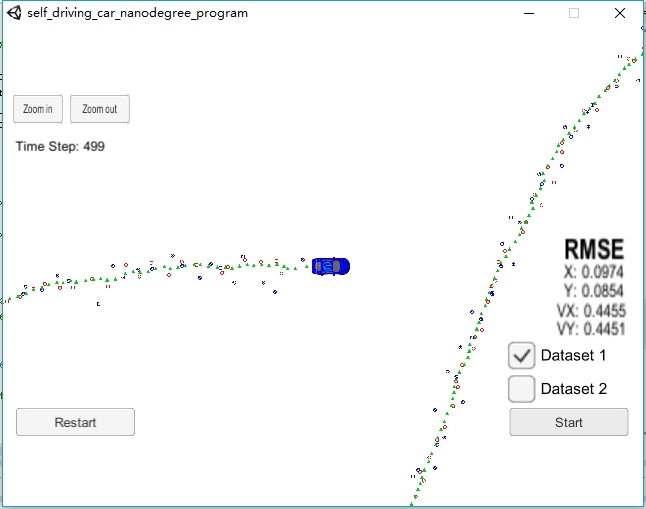 self_driving_car_nanodegree_program
Zoom in
Zoom out
Time Step: 499
RMSE
X: 0.0974
Y: 0.0854
VX: 0.4455
VY: 0.4451
Dataset 1
Dataset 2
Restart
Start